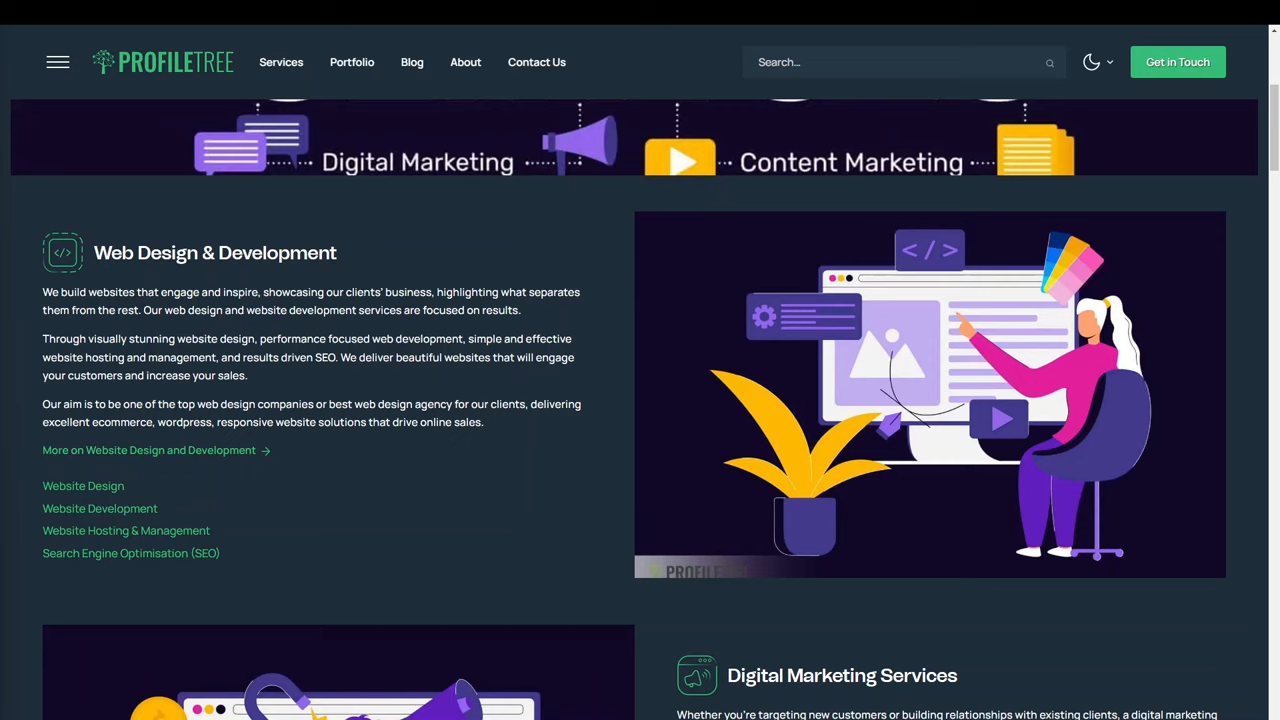 PROFILETREE
Services
Portfolio
Blog
About
Contact Us
Search...
Get in Touch
Digital Marketing
Content Marketing
Web Design & Development
We build websites to engage and inspire, showcasing our clients' business, highlighting what separates
them from the rest. Our web design and website development services are focused on results.
Through visually stunning website design, performance focused web development, simple and effective
website hosting and management, and results driven SEO. We deliver beautiful websites that will engage
your customers and increase your sales.
Our aim is to be one of the top web design companies or best web design agency for our clients, delivering
excellent ecommerce, wordpress, responsive website solutions that drive online sales.
More on Website Design and Development
Website Design
Website Development
Website Hosting & Management
Search Engine Optimisation (SEO)
</>
PROFILETREE
Digital Marketing Services
Whether you're targeting new customers or building relationships with existing clients, a digital marketing